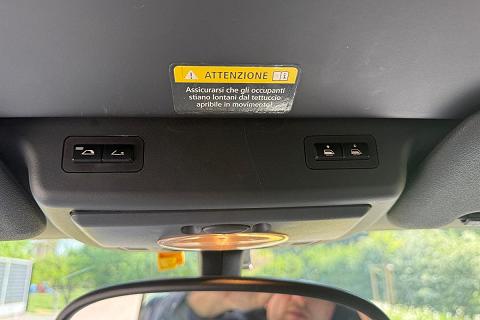 ATTENZIONE
Assicurarsi che gli occupanti
stiano lontani dal tettuccio
apribile in movimento!